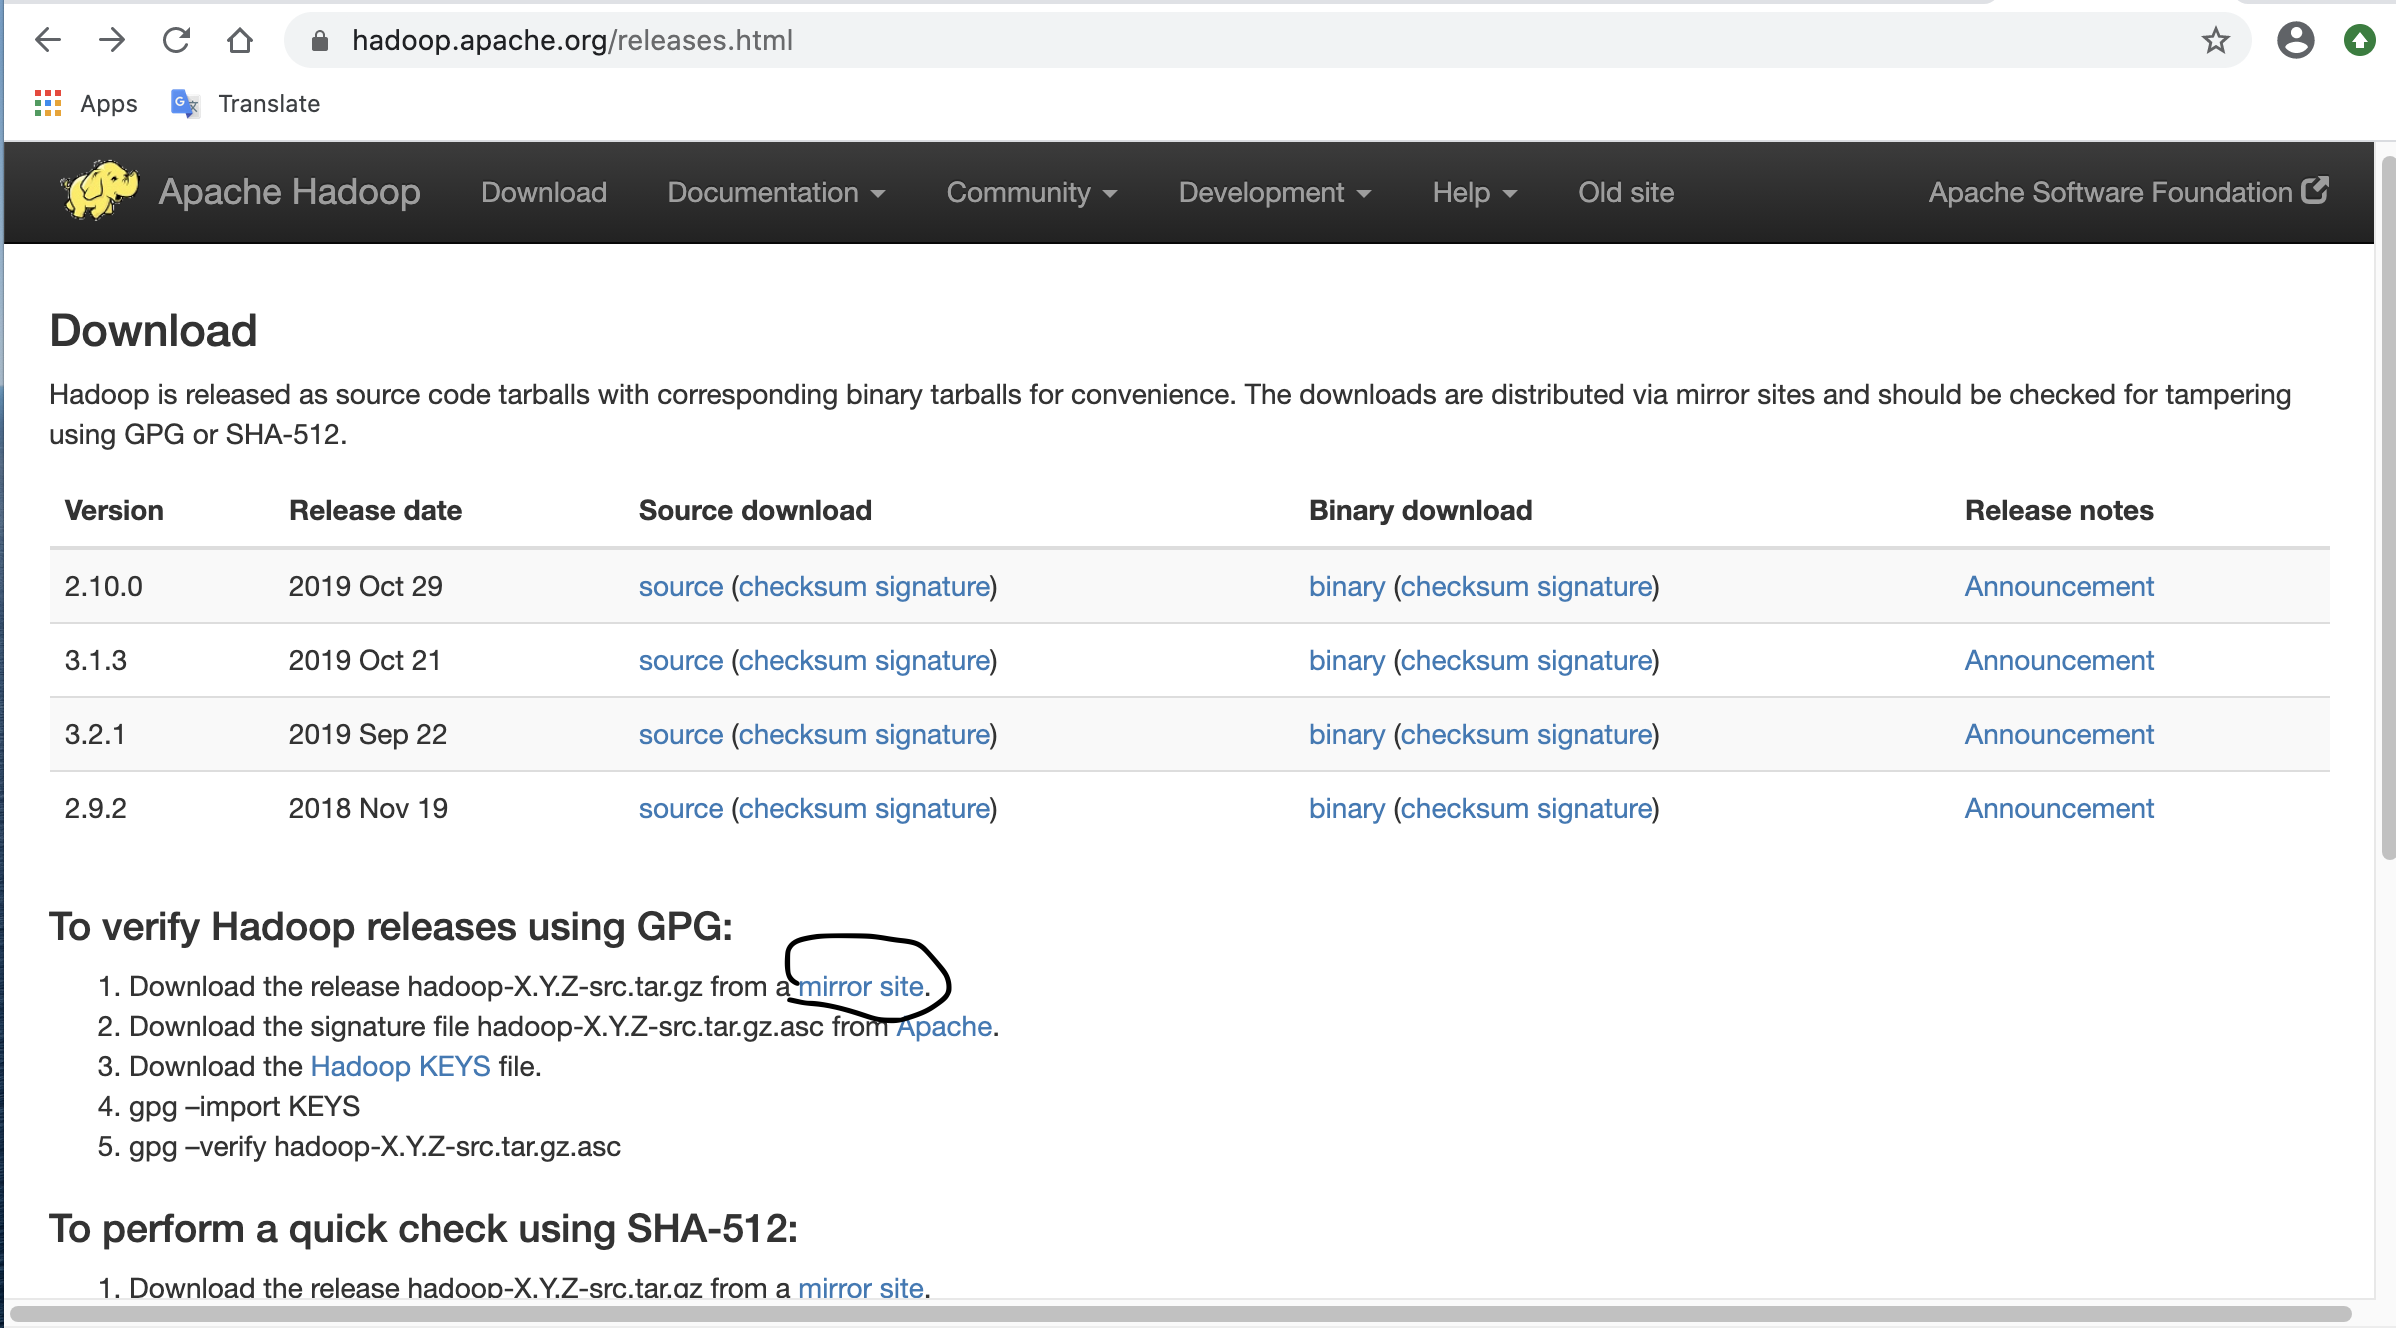 hadoop.apache.org/releases.html
Apps Translate
Apache Hadoop Download Documentation Community Development Help Old site Apache Software Foundation
Download
Hadoop is released as source code tarballs with corresponding binary tarballs for convenience. The downloads are distributed via mirror sites and should be checked for tampering
using GPG or SHA-512.
Version Release date Source download Binary download Release notes
2.10.0 2019 Oct 29 source (checksum signature) binary (checksum signature) Announcement
3.1.3 2019 Oct 21 source (checksum signature) binary (checksum signature) Announcement
3.2.1 2019 Sep 22 source (checksum signature) binary (checksum signature) Announcement
2.9.2 2018 Nov 19 source (checksum signature) binary (checksum signature) Announcement
To verify Hadoop releases using GPG:
1. Download the release hadoop-X.Y.Z-src.tar.gz from a mirror site.
2. Download the signature file hadoop-X.Y.Z-src.tar.gz.asc from Apache.
3. Download the Hadoop KEYS file.
4. gpg –import KEYS
5. gpg –verify hadoop-X.Y.Z-src.tar.gz.asc
To perform a quick check using SHA-512:
1. Download the release hadoop-X.Y.Z-src.tar.gz from a mirror site.